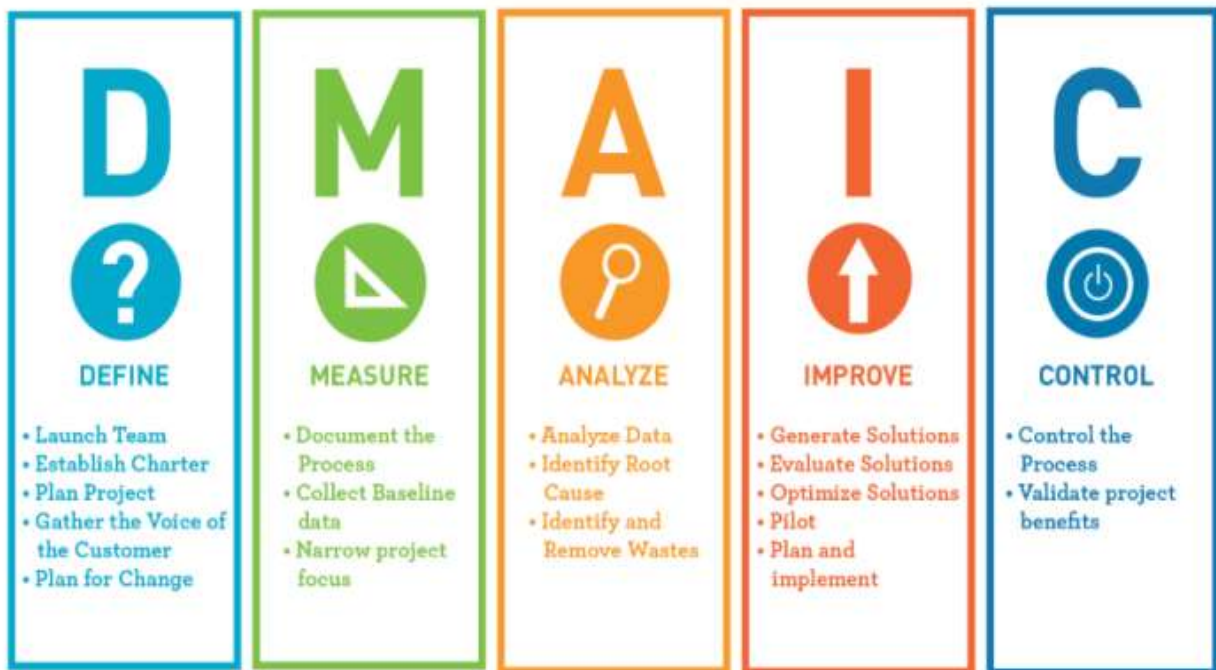 D
?
DEFINE
• Launch Team
• Establish Charter
• Plan Project
• Gather the Voice of
the Customer
• Plan for Change
M
MEASURE
• Document the
Process
• Collect Baseline
data
• Narrow project
focus
A
ANALYZE
• Analyze Data
• Identify Root
Cause
• Identify and
Remove Wastes
I
IMPROVE
• Generate Solutions
• Evaluate Solutions
• Optimize Solutions
• Pilot
• Plan and
implement
C
CONTROL
• Control the
Process
• Validate project
benefits